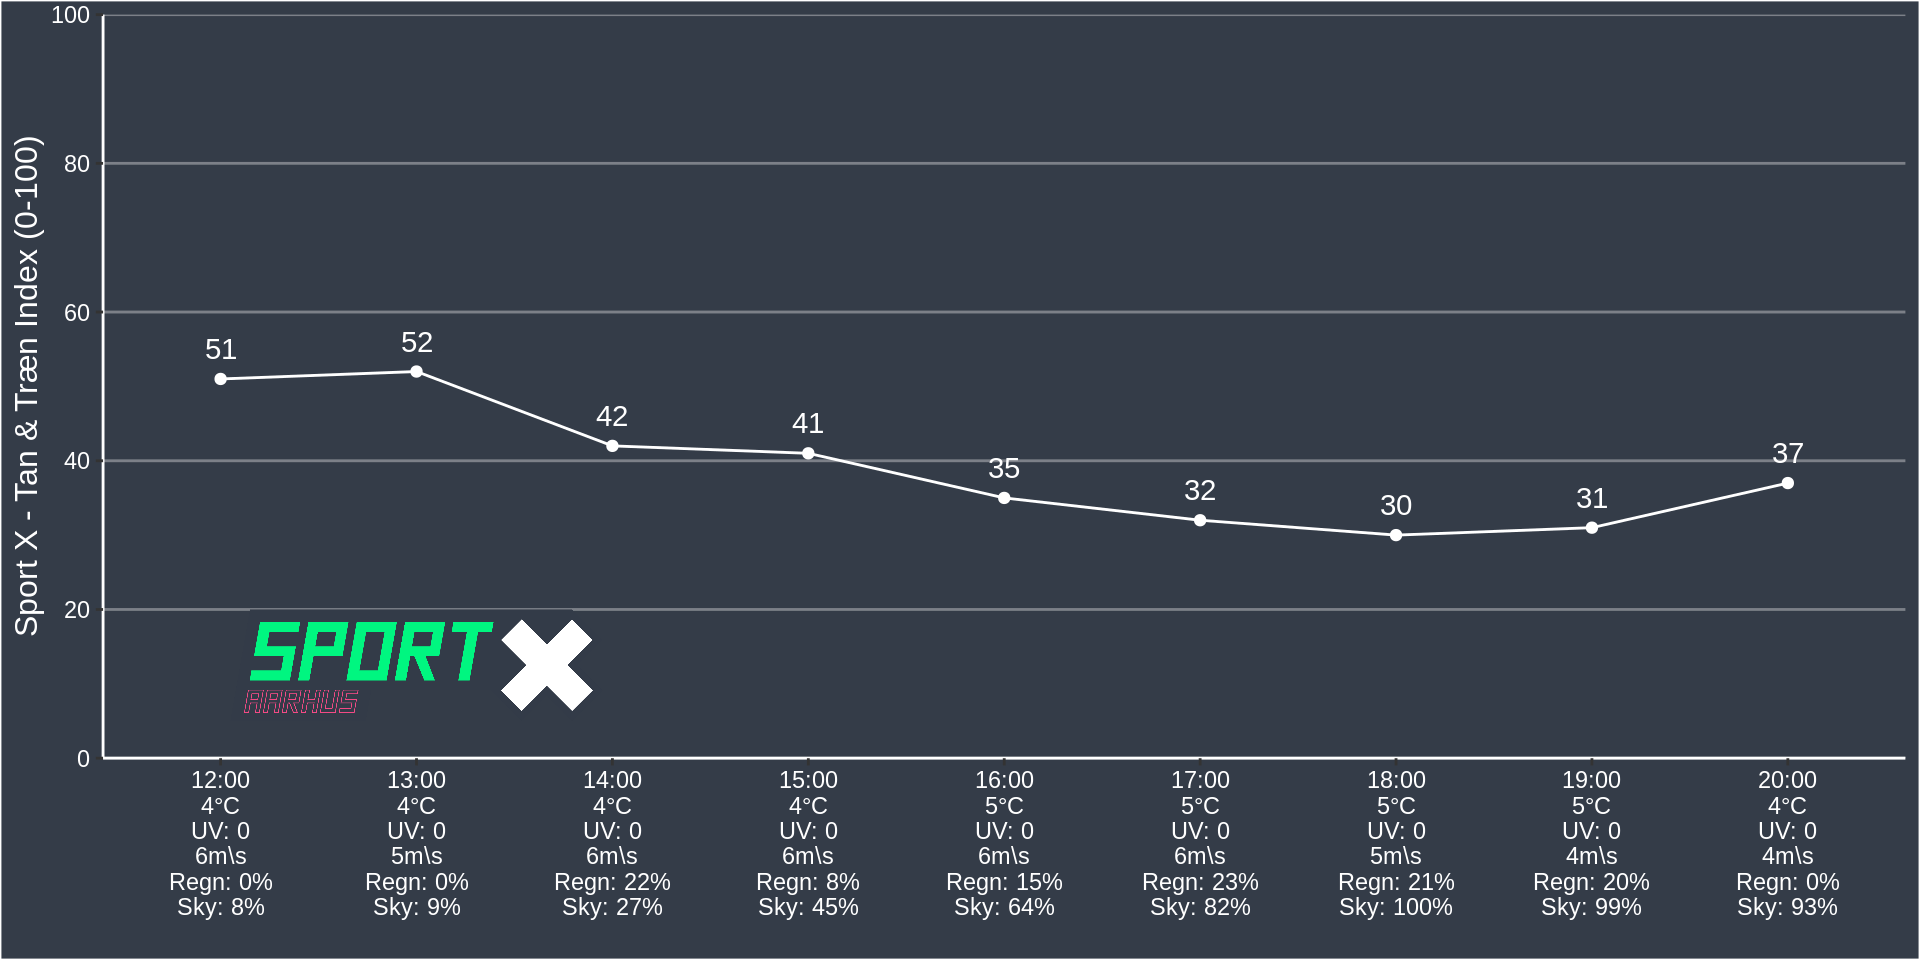 Sport X - Tan & Træn Index (0-100)
100
80
60
40
20
0
51
52
42
41
35
32
30
31
37
SPORT X
AARHUS
12:00 13:00 14:00 15:00 16:00 17:00 18:00 19:00 20:00
4°C 4°C 4°C 4°C 5°C 5°C 5°C 5°C 4°C
UV: 0 UV: 0 UV: 0 UV: 0 UV: 0 UV: 0 UV: 0 UV: 0 UV: 0
6m\s 5m\s 6m\s 6m\s 6m\s 6m\s 5m\s 4m\s 4m\s
Regn: 0% Regn: 0% Regn: 22% Regn: 8% Regn: 15% Regn: 23% Regn: 21% Regn: 20% Regn: 0%
Sky: 8% Sky: 9% Sky: 27% Sky: 45% Sky: 64% Sky: 82% Sky: 100% Sky: 99% Sky: 93%